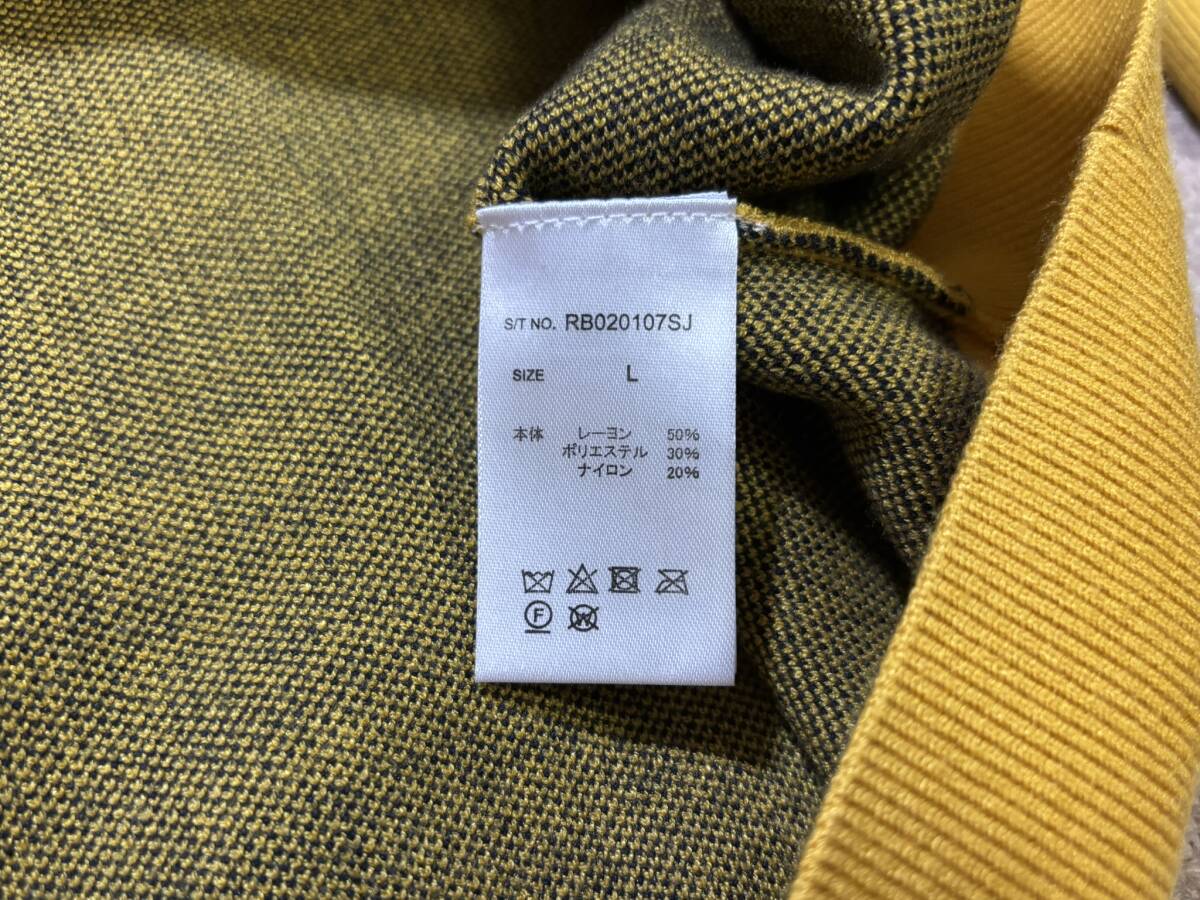 S/T NO. RB020107SJ
SIZE L
本体 レーヨン 50%
ポリエステル 30%
ナイロン 20%
F W